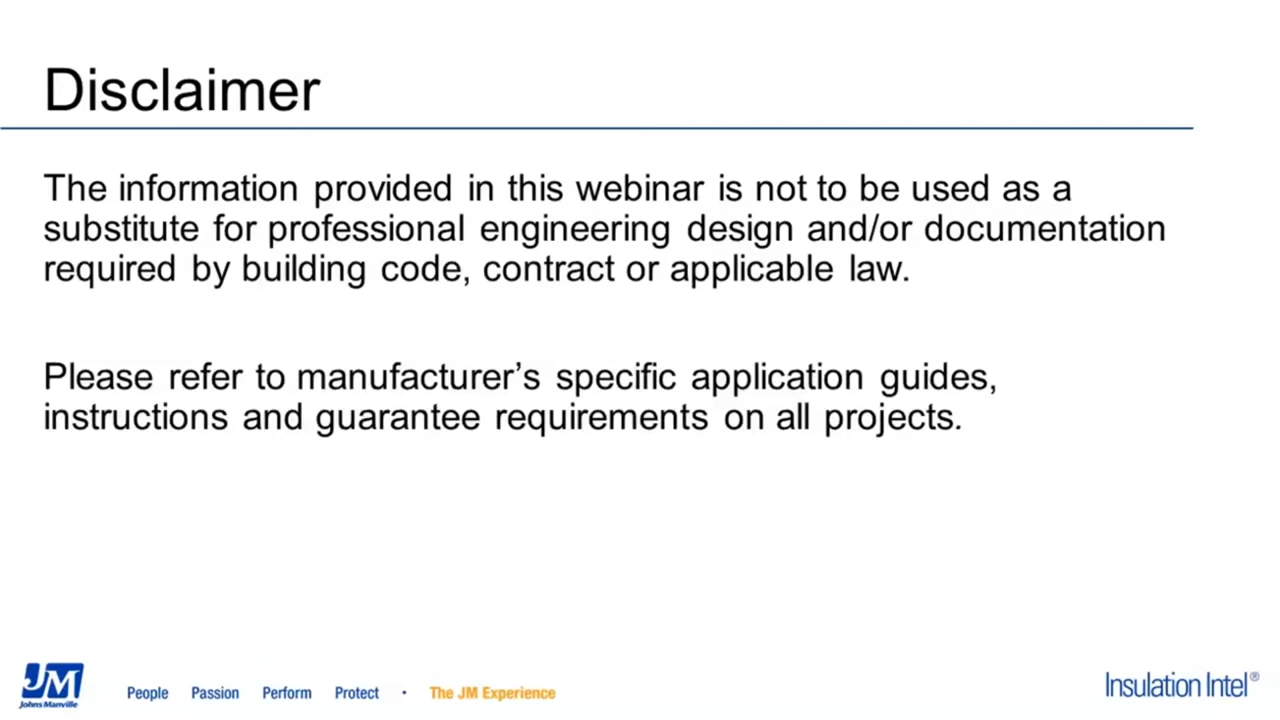 Disclaimer
The information provided in this webinar is not to be used as a
substitute for professional engineering design and/or documentation
required by building code, contract or applicable law.
Please refer to manufacturer’s specific application guides,
instructions and guarantee requirements on all projects.
JM
Johns Manville
People Passion Perform Protect • The JM Experience
Insulation Intel®